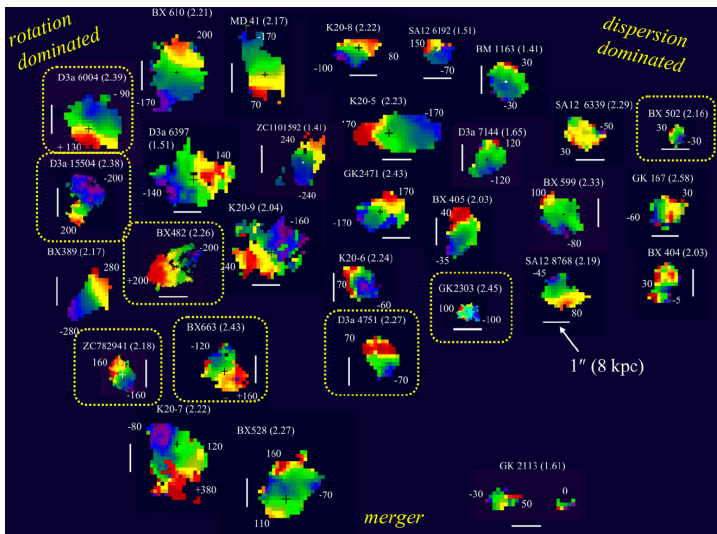 rotation
dominated
dispersion
dominated
BX 610 (2.21)
200
-170
MD 41 (2.17)
-170
70
K20-8 (2.22)
-100
80
SA12 6192 (1.51)
150
-70
BM 1163 (1.41)
30
-30
D3a 6004 (2.39)
- 90
+ 130
D3a 6397
(1.51)
140
-140
ZC1101592 (1.41)
240
-240
K20-5 (2.23)
-170
170
D3a 7144 (1.65)
120
-120
SA12 6339 (2.29)
-50
30
BX 502 (2.16)
30
-30
D3a 15504 (2.38)
-200
200
GK2471 (2.43)
170
-170
BX 405 (2.03)
40
-35
BX 599 (2.33)
100
-80
GK 167 (2.58)
30
-60
BX482 (2.26)
-200
+200
K20-9 (2.04)
-160
240
BX389 (2.17)
280
-280
K20-6 (2.24)
70
-60
GK2303 (2.45)
100
-100
SA12 8768 (2.19)
-45
80
BX 404 (2.03)
30
-5
ZC782941 (2.18)
160
-160
BX663 (2.43)
-120
+160
D3a 4751 (2.27)
70
-70
1″ (8 kpc)
K20-7 (2.22)
-80
120
+380
BX528 (2.27)
160
-70
110
merger
GK 2113 (1.61)
-30
50
0